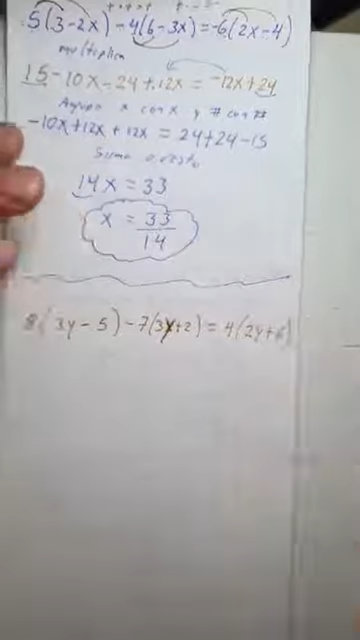 5(3-2x)-4(6-3x)=-6(2x-4)
multiplica
15-10x-24+12x=-12x+24
Agrupo x con x y # con #
-10x+12x+12x=24+24-15
Suma o resto
14x=33
x=33/14
8(3y-5)-7(3y+2)=4(2y+6)